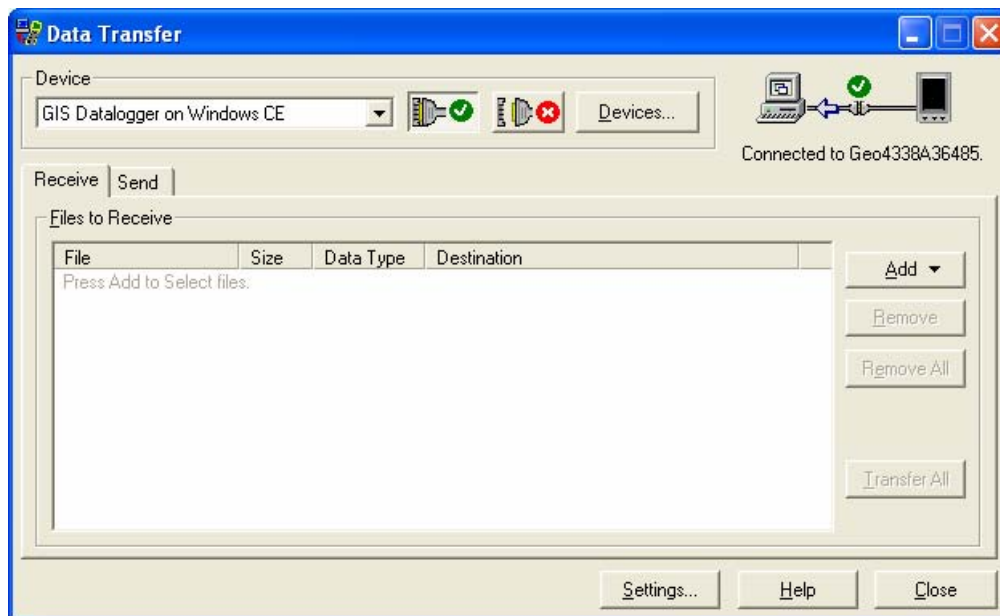 Data Transfer
Device
GIS Datalogger on Windows CE
Devices...
Connected to Geo4338A36485.
Receive
Send
Files to Receive
File Size Data Type Destination
Press Add to Select files.
Add
Remove
Remove All
Transfer All
Settings... Help Close